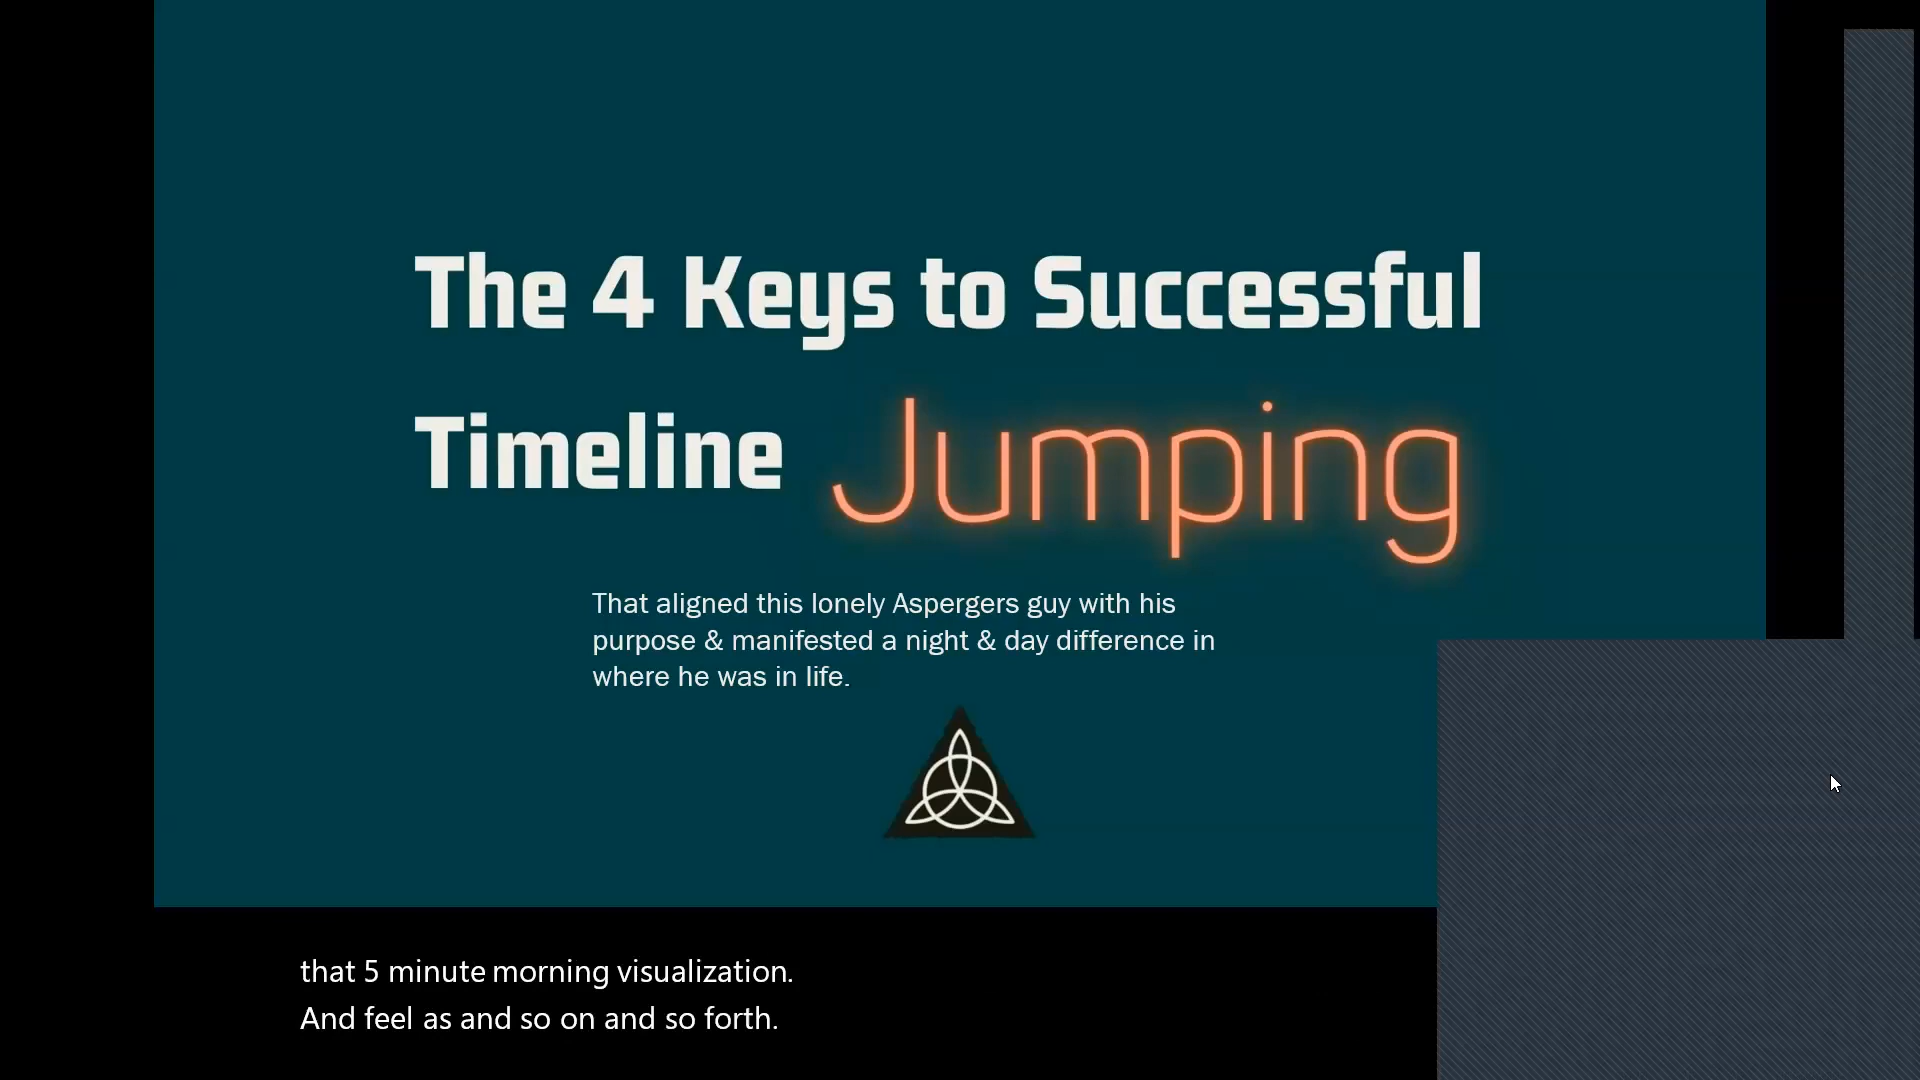 The 4 Keys to Successful
Timeline Jumping
That aligned this lonely Aspergers guy with his
purpose & manifested a night & day difference in
where he was in life.
that 5 minute morning visualization.
And feel as and so on and so forth.